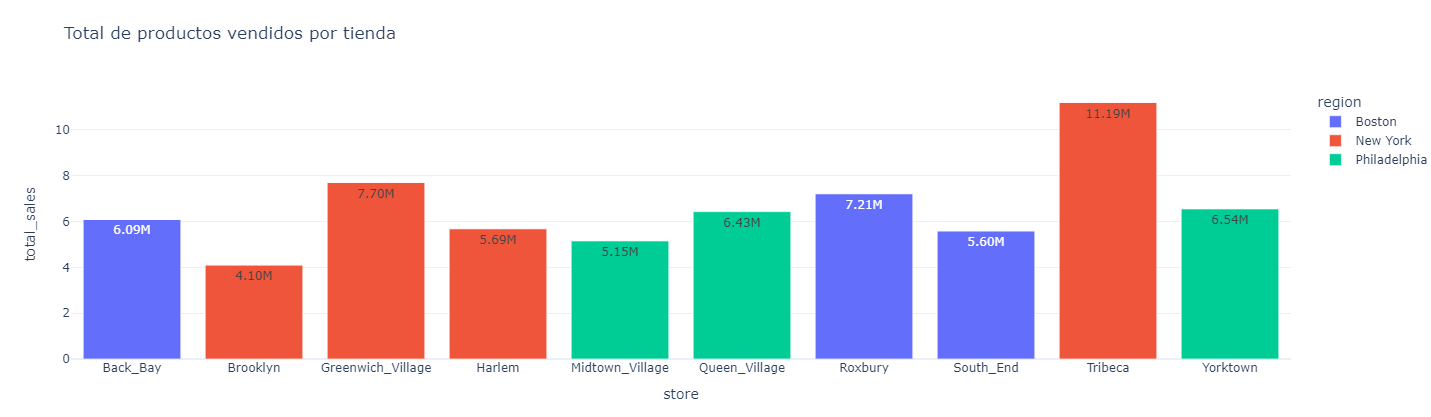 Total de productos vendidos por tienda
region
Boston
New York
Philadelphia
total_sales
10
8
6
4
2
0
6.09M
4.10M
7.70M
5.69M
5.15M
6.43M
7.21M
5.60M
11.19M
6.54M
Back_Bay
Brooklyn
Greenwich_Village
Harlem
Midtown_Village
Queen_Village
Roxbury
South_End
Tribeca
Yorktown
store